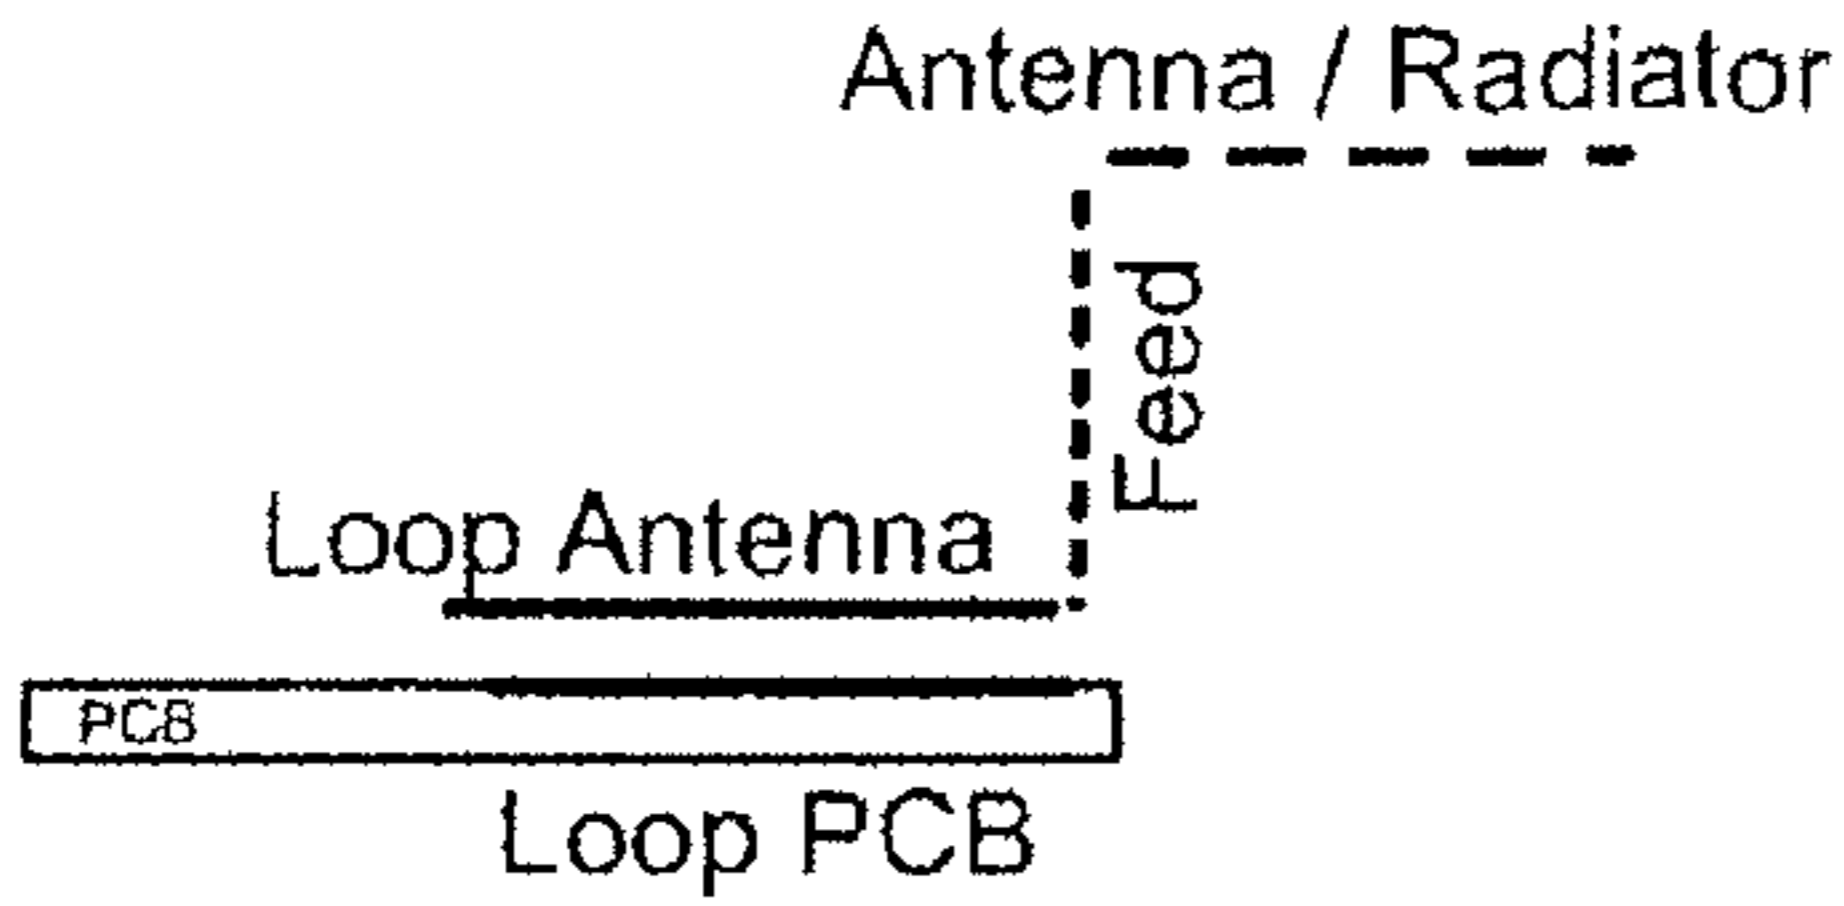 Antenna / Radiator
Feed
Loop Antenna
PCB
Loop PCB